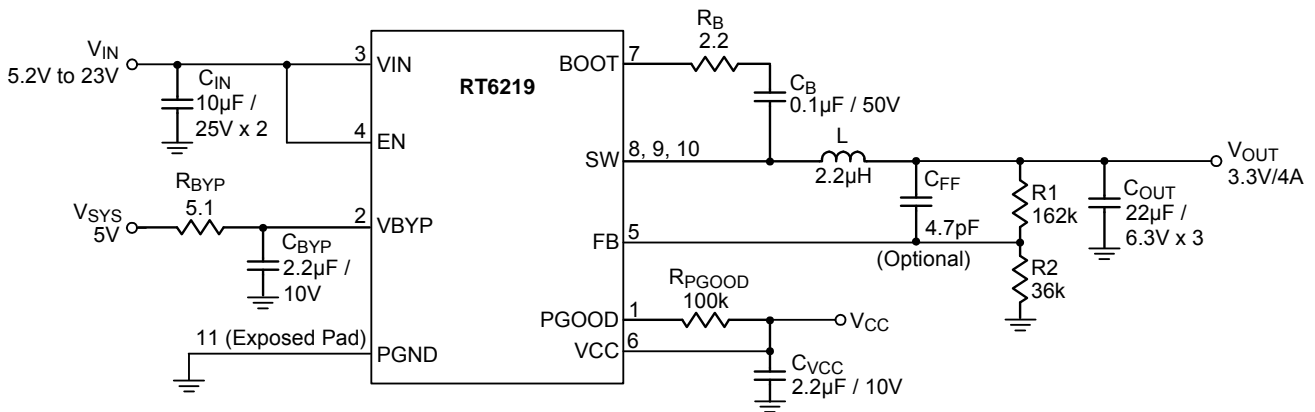 V_IN
5.2V to 23V
C_IN
10µF /
25V x 2
3
VIN
4
EN
R_BYP
5.1
V_SYS
5V
2
VBYP
C_BYP
2.2µF /
10V
11 (Exposed Pad)
PGND
RT6219
BOOT
7
R_B
2.2
C_B
0.1µF / 50V
SW
8, 9, 10
L
2.2µH
C_FF
4.7pF
(Optional)
FB
5
R1
162k
R2
36k
C_OUT
22µF /
6.3V x 3
V_OUT
3.3V/4A
R_PGOOD
100k
PGOOD
1
V_CC
VCC
6
C_VCC
2.2µF / 10V